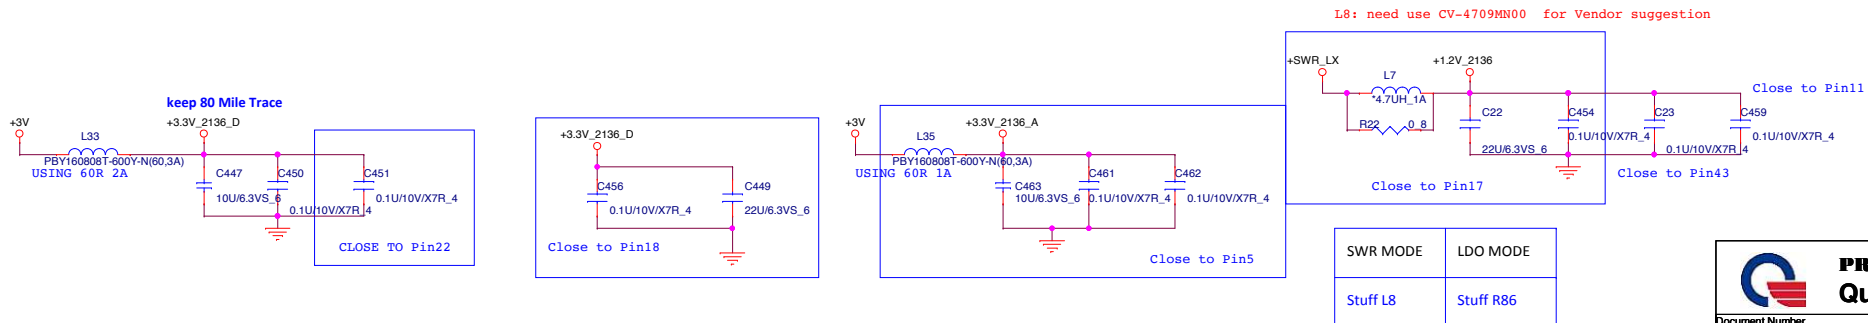 L8: need use CV-4709MN00 for Vendor suggestion
keep 80 Mile Trace
+3V
L33
PBY160808T-600Y-N(60,3A)
USING 60R 2A
+3.3V_2136_D
C447
10U/6.3VS_6
C450
0.1U/10V/X7R_4
C451
0.1U/10V/X7R_4
CLOSE TO Pin22
+3.3V_2136_D
C456
0.1U/10V/X7R_4
C449
22U/6.3VS_6
Close to Pin18
+3V
L35
PBY160808T-600Y-N(60,3A)
USING 60R 1A
+3.3V_2136_A
C463
10U/6.3VS_6
C461
0.1U/10V/X7R_4
C462
0.1U/10V/X7R_4
Close to Pin5
+SWR_LX
L7
*4.7UH_1A
R22
0_8
+1.2V_2136
C22
22U/6.3VS_6
C454
0.1U/10V/X7R_4
Close to Pin17
C23
0.1U/10V/X7R_4
Close to Pin43
C459
0.1U/10V/X7R_4
Close to Pin11
SWR MODE
LDO MODE
Stuff L8
Stuff R86
PR
Qu
Document Number